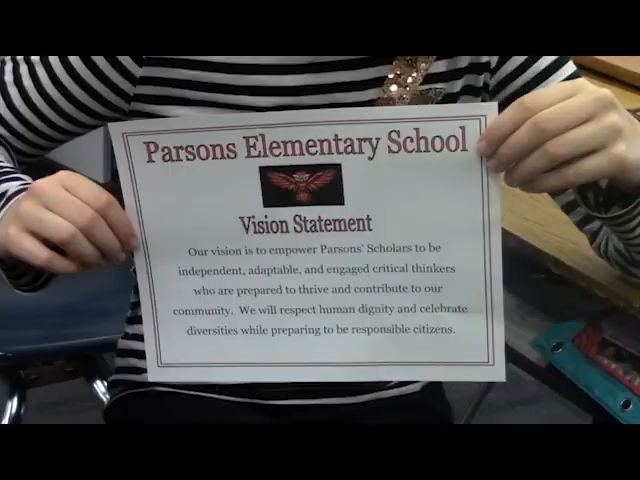 Parsons Elementary School
Vision Statement
Our vision is to empower Parsons' Scholars to be
independent, adaptable, and engaged critical thinkers
who are prepared to thrive and contribute to our
community. We will respect human dignity and celebrate
diversities while preparing to be responsible citizens.